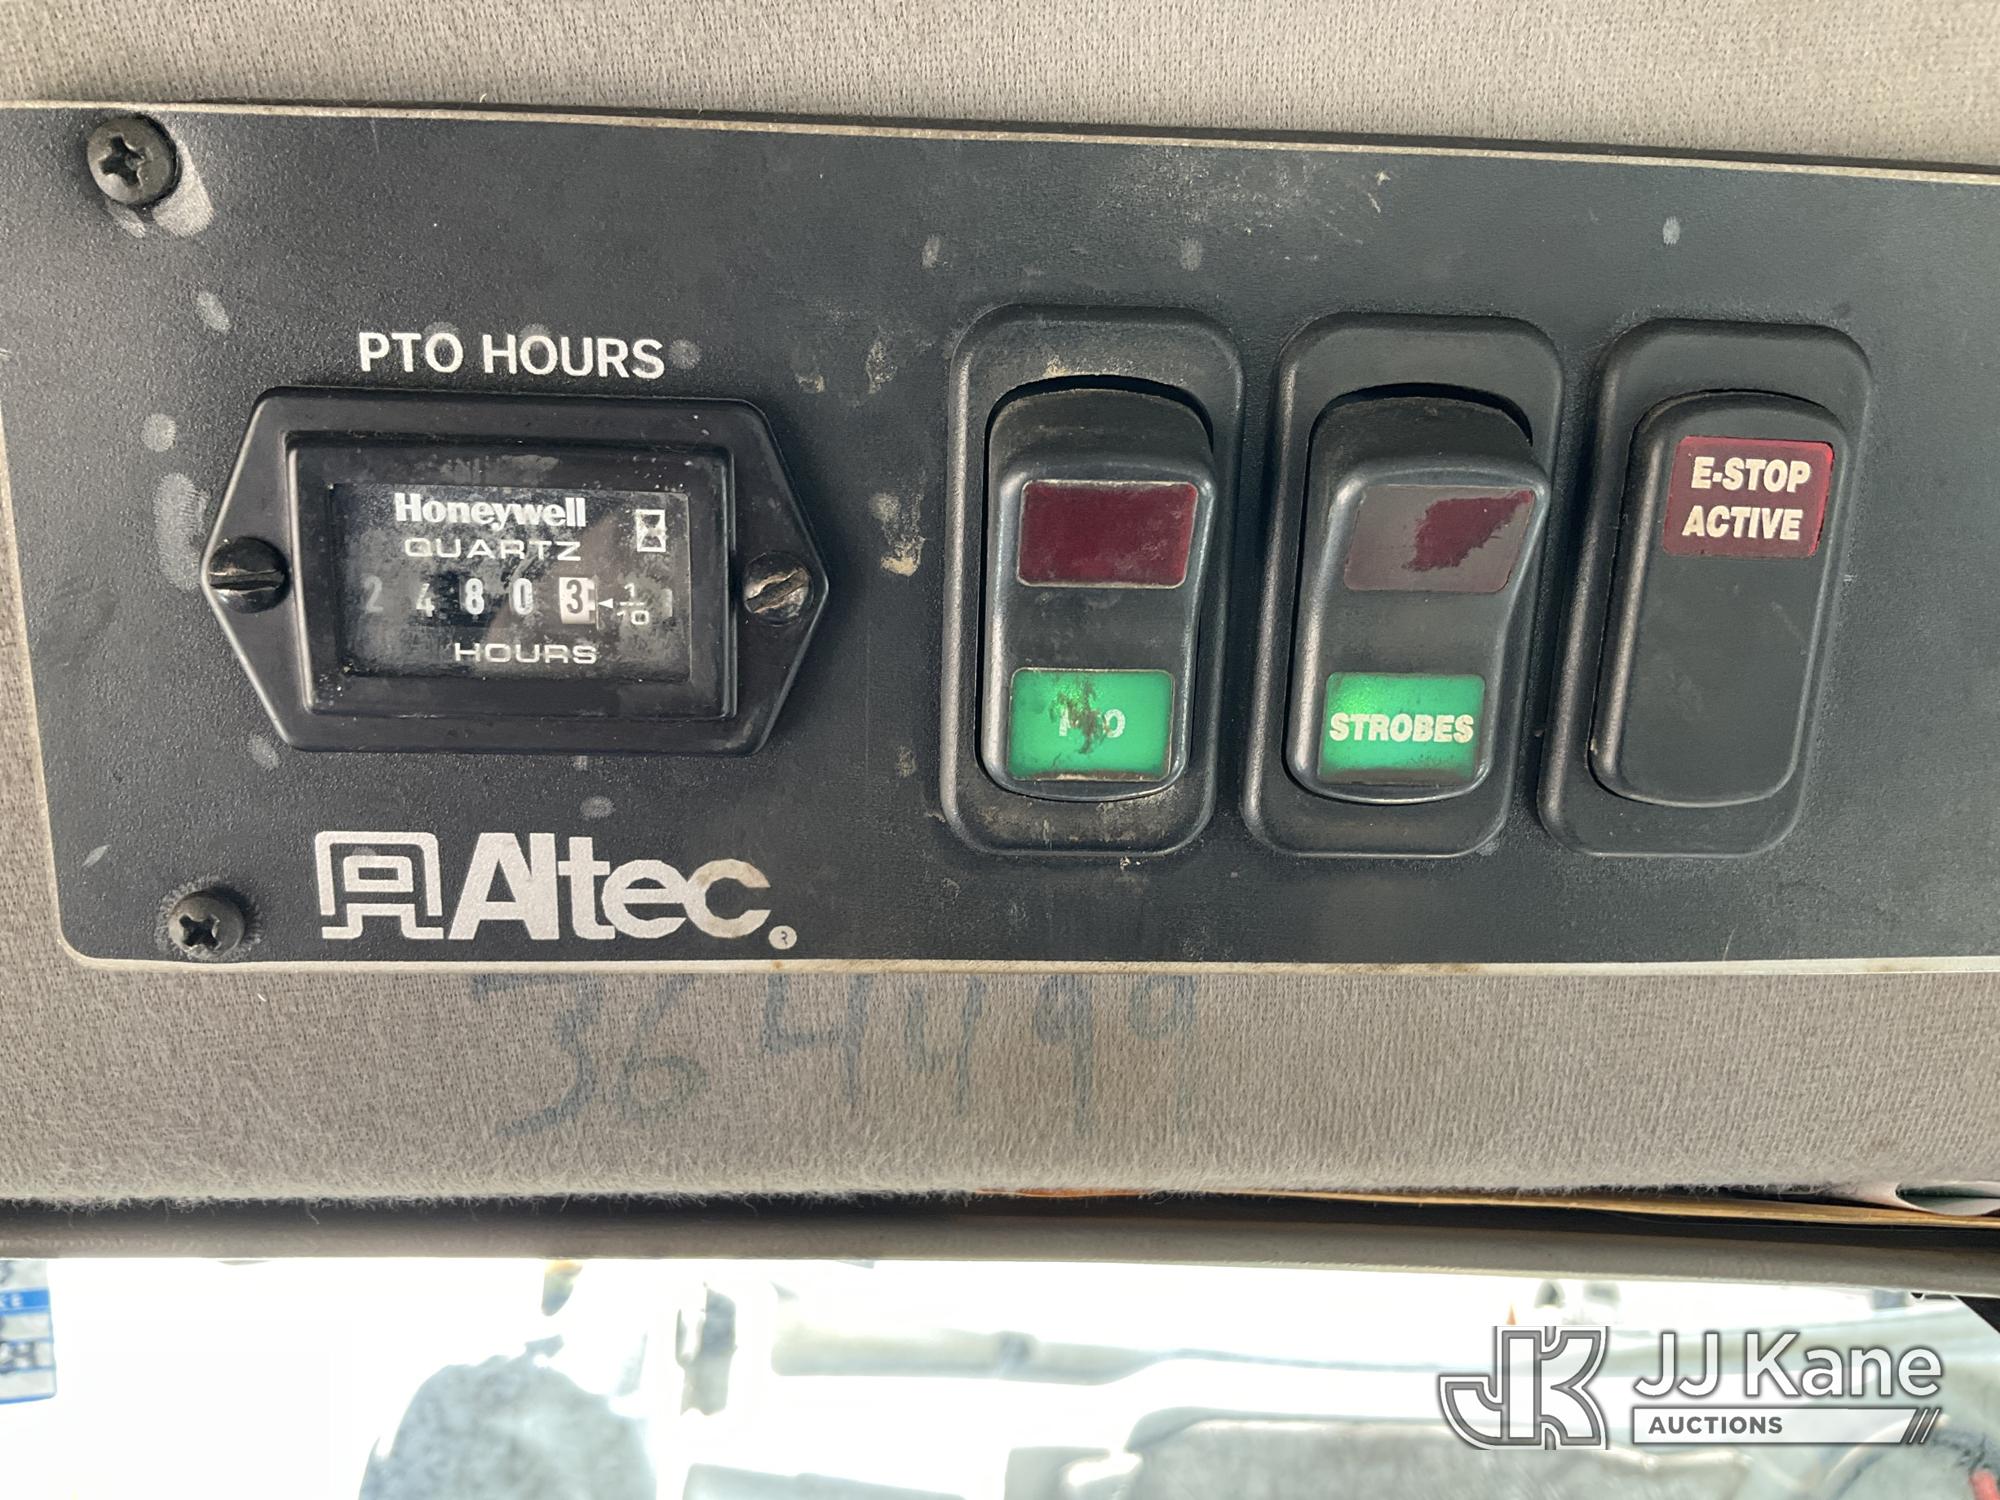 PTO HOURS
Honeywell
QUARTZ
2 4 8 0 3 1/10
HOURS
STROBES
E-STOP
ACTIVE
Altec®
364499
JJ Kane
AUCTIONS